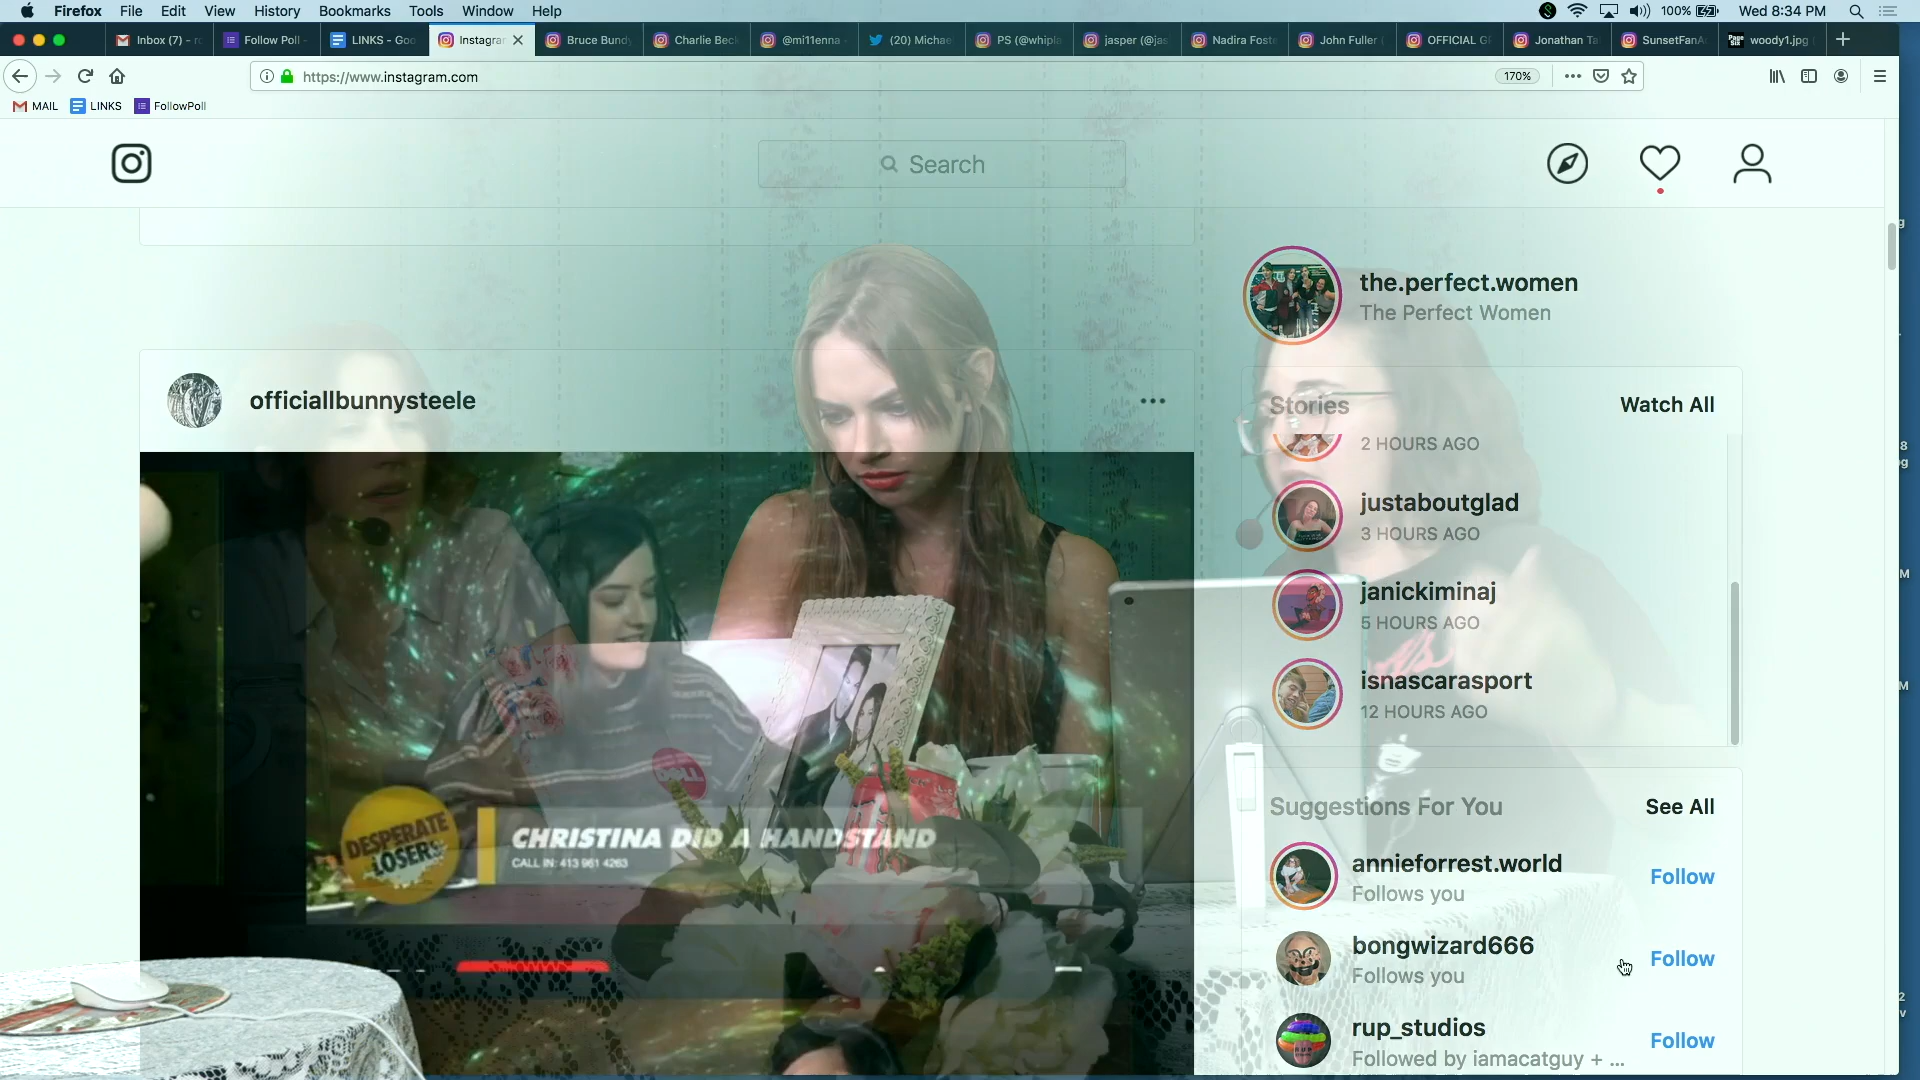 Firefox File Edit View History Bookmarks Tools Window Help
100% Wed 8:34 PM
Inbox (7) - Follow Poll - LINKS - Goo Instagra Bruce Bund Charlie Bec @mi11enna (20) Michae PS (@whipla jasper (@jas Nadira Foste John Fuller OFFICIAL G Jonathan Ta SunsetFanA woody1.jpg
https://www.instagram.com
170%
MAIL LINKS FollowPoll
Search
the.perfect.women
The Perfect Women
officiallbunnysteele
Stories Watch All
2 HOURS AGO
justaboutglad
3 HOURS AGO
janickiminaj
5 HOURS AGO
isnascarasport
12 HOURS AGO
DOLL
DESPERATE
LOSERS
CHRISTINA DID A HANDSTAND
CALL IN: 413 961 4263
Suggestions For You See All
annieforrest.world
Follows you
Follow
bongwizard666
Follows you
Follow
rup_studios
Followed by iamacatguy + ...
Follow